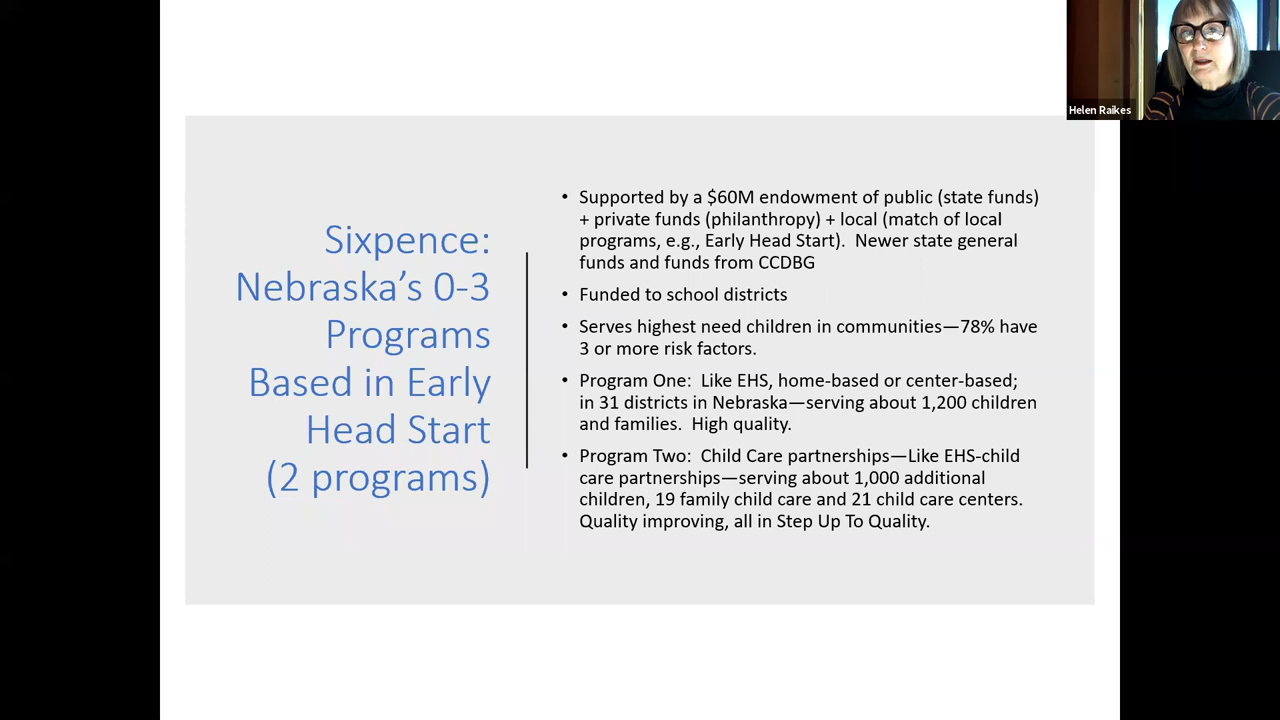 Helen Raikes
Sixpence:
Nebraska’s 0-3
Programs
Based in Early
Head Start
(2 programs)
• Supported by a $60M endowment of public (state funds)
+ private funds (philanthropy) + local (match of local
programs, e.g., Early Head Start).  Newer state general
funds and funds from CCDBG
• Funded to school districts
• Serves highest need children in communities—78% have
3 or more risk factors.
• Program One:  Like EHS, home-based or center-based;
in 31 districts in Nebraska—serving about 1,200 children
and families.  High quality.
• Program Two:  Child Care partnerships—Like EHS-child
care partnerships—serving about 1,000 additional
children, 19 family child care and 21 child care centers.
Quality improving, all in Step Up To Quality.